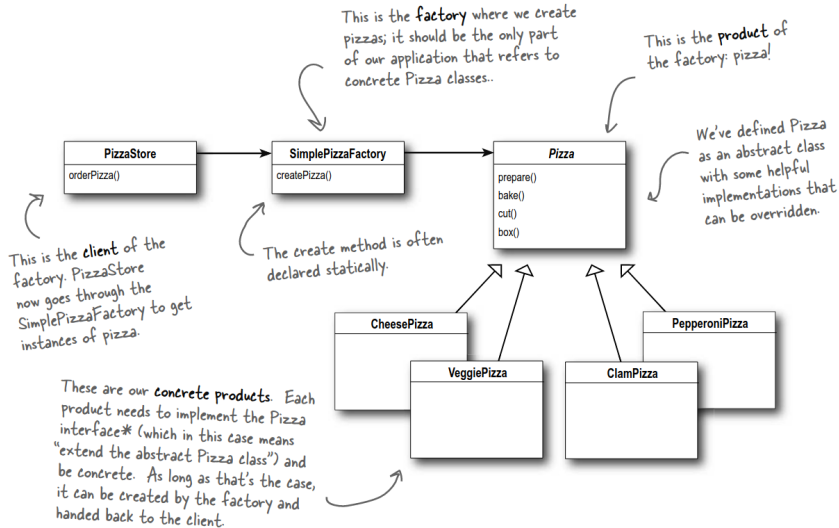 This is the factory where we create
pizzas; it should be the only part
of our application that refers to
concrete Pizza classes..
This is the product of
the factory: pizza!
PizzaStore
orderPizza()
SimplePizzaFactory
createPizza()
Pizza
prepare()
bake()
cut()
box()
We've defined Pizza
as an abstract class
with some helpful
implementations that
can be overridden.
This is the client of the
factory. PizzaStore
now goes through the
SimplePizzaFactory to get
instances of pizza.
The create method is often
declared statically.
CheesePizza
VeggiePizza
ClamPizza
PepperoniPizza
These are our concrete products. Each
product needs to implement the Pizza
interface* (which in this case means
"extend the abstract Pizza class") and
be concrete. As long as that's the case,
it can be created by the factory and
handed back to the client.